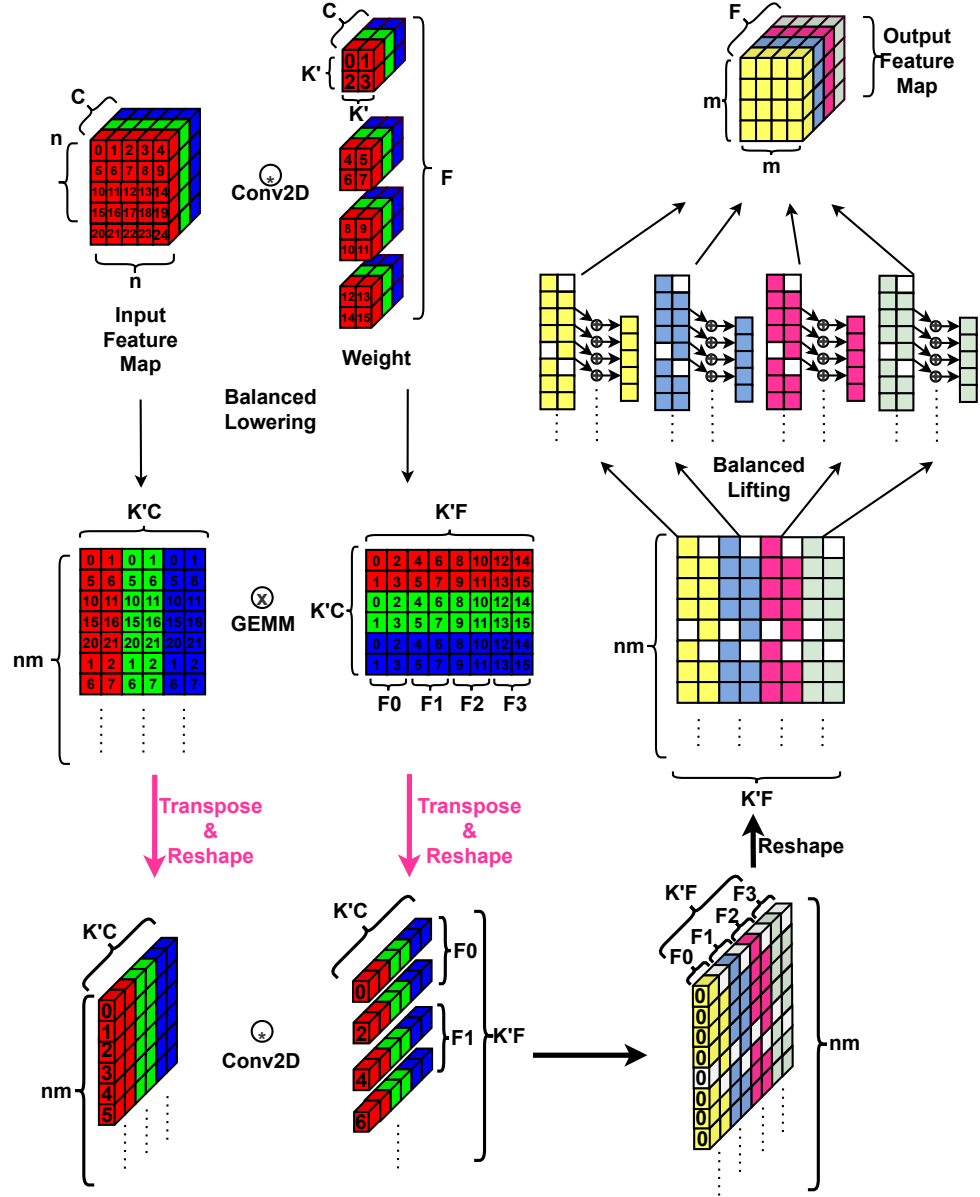 C
K'
0 1
2 3
K'
4 5
6 7
8 9
10 11
12 13
14 15
F
Weight
C
n
0 1 2 3 4
5 6 7 8 9
10 11 12 13 14
15 16 17 18 19
20 21 22 23 24
n
Input
Feature
Map
*
Conv2D
F
m
m
Output
Feature
Map
Balanced
Lowering
Balanced
Lifting
K'C
nm
0 1 0 1 0 1
5 6 5 6 5 6
10 11 10 11 10 11
15 16 15 16 15 16
20 21 20 21 20 21
1 2 1 2 1 2
6 7 6 7 6 7
x
GEMM
K'F
K'C
0 2 4 6 8 10 12 14
1 3 5 7 9 11 13 15
0 2 4 6 8 10 12 14
1 3 5 7 9 11 13 15
0 2 4 6 8 10 12 14
1 3 5 7 9 11 13 15
F0 F1 F2 F3
nm
K'F
Transpose
&
Reshape
Transpose
&
Reshape
Reshape
K'C
nm
0
1
2
3
4
5
*
Conv2D
K'C
0
2
4
6
F0
F1
K'F
K'F
F0
F1
F2
F3
0
0
0
0
0
0
0
0
nm